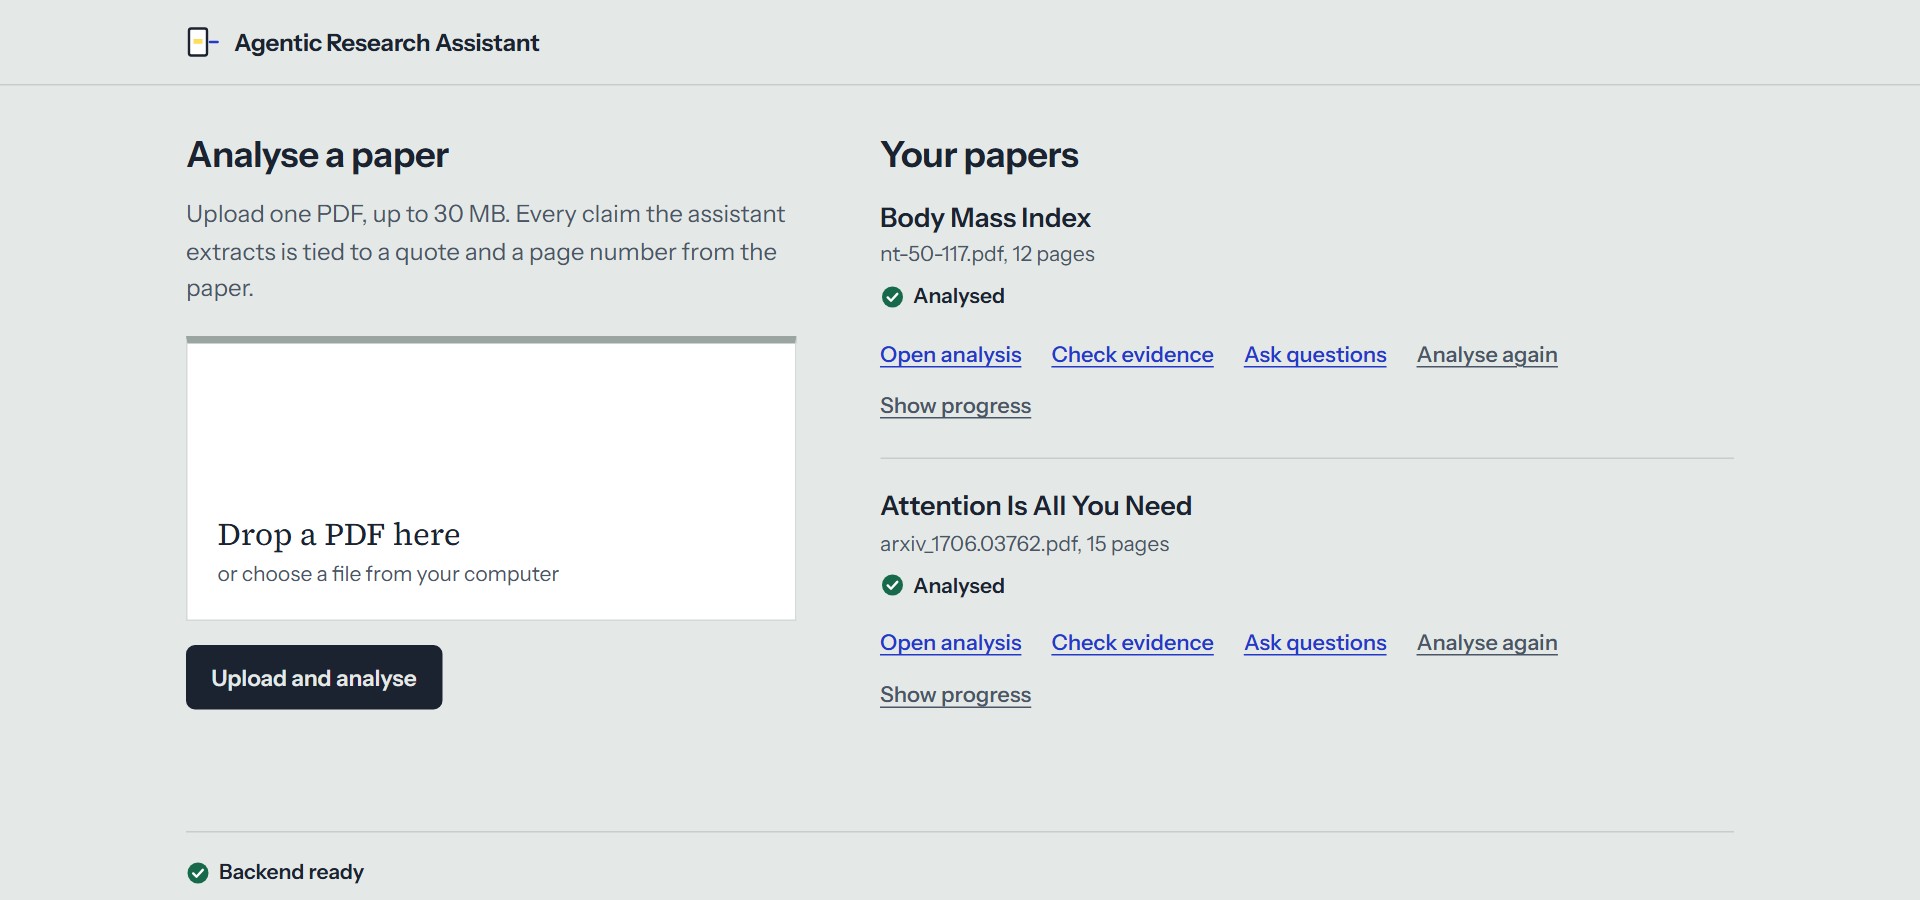 Agentic Research Assistant
Analyse a paper
Upload one PDF, up to 30 MB. Every claim the assistant
extracts is tied to a quote and a page number from the
paper.
Drop a PDF here
or choose a file from your computer
Upload and analyse
Your papers
Body Mass Index
nt-50-117.pdf, 12 pages
Analysed
Open analysis Check evidence Ask questions Analyse again
Show progress
Attention Is All You Need
arxiv_1706.03762.pdf, 15 pages
Analysed
Open analysis Check evidence Ask questions Analyse again
Show progress
Backend ready